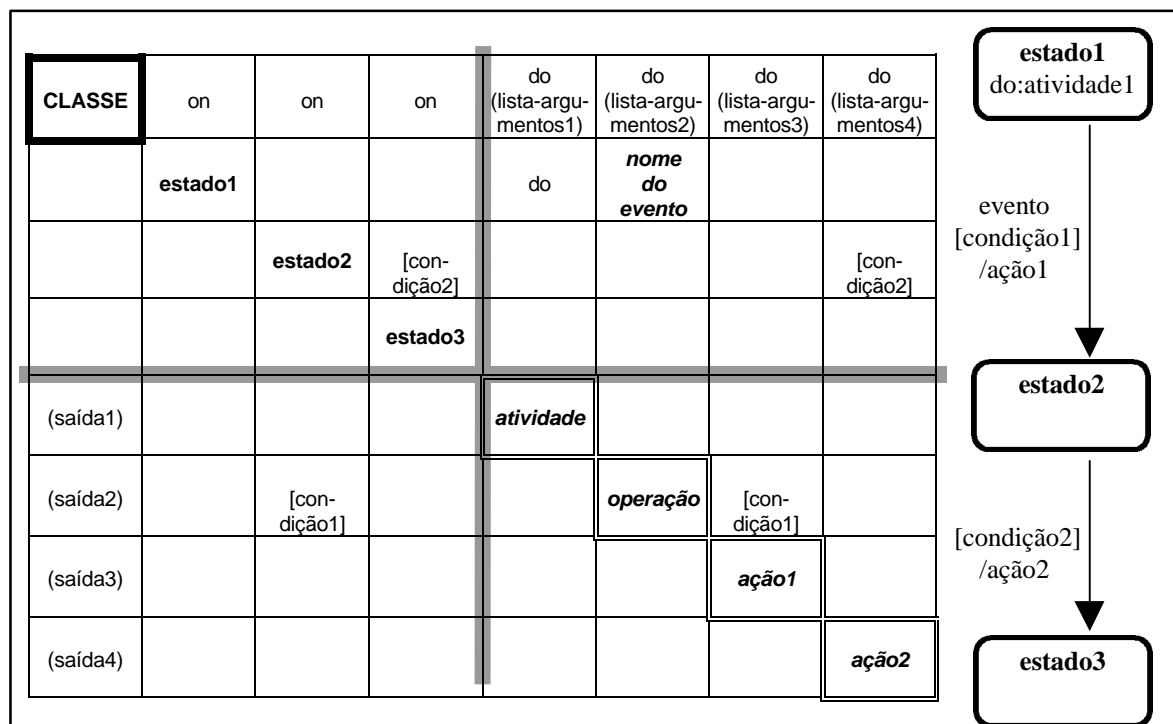 CLASSE
on
on
on
do
(lista-argu-
mentos1)
do
(lista-argu-
mentos2)
do
(lista-argu-
mentos3)
do
(lista-argu-
mentos4)
estado1
do
nome
do
evento
estado2
[con-
dição2]
[con-
dição2]
estado3
(saída1)
atividade
(saída2)
[con-
dição1]
operação
[con-
dição1]
(saída3)
ação1
(saída4)
ação2
estado1
do:atividade1
evento
[condição1]
/ação1
estado2
[condição2]
/ação2
estado3